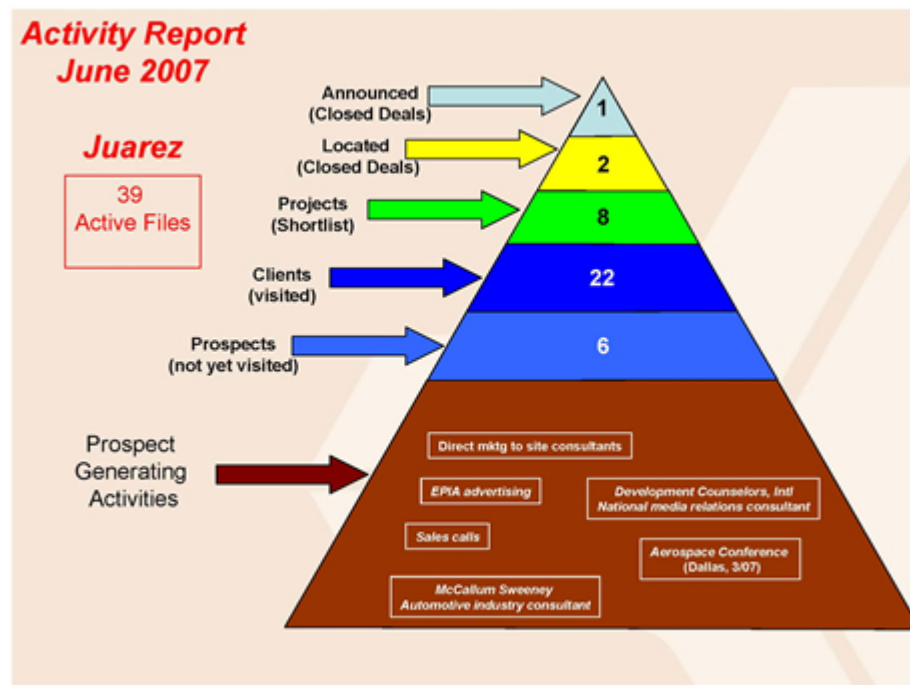 Activity Report
June 2007
Juarez
39
Active Files
Announced
(Closed Deals)
1
Located
(Closed Deals)
2
Projects
(Shortlist)
8
Clients
(visited)
22
Prospects
(not yet visited)
6
Prospect
Generating
Activities
Direct mktg to site consultants
EPIA advertising
Development Counselors, Intl
National media relations consultant
Sales calls
Aerospace Conference
(Dallas, 3/07)
McCallum Sweeney
Automotive industry consultant